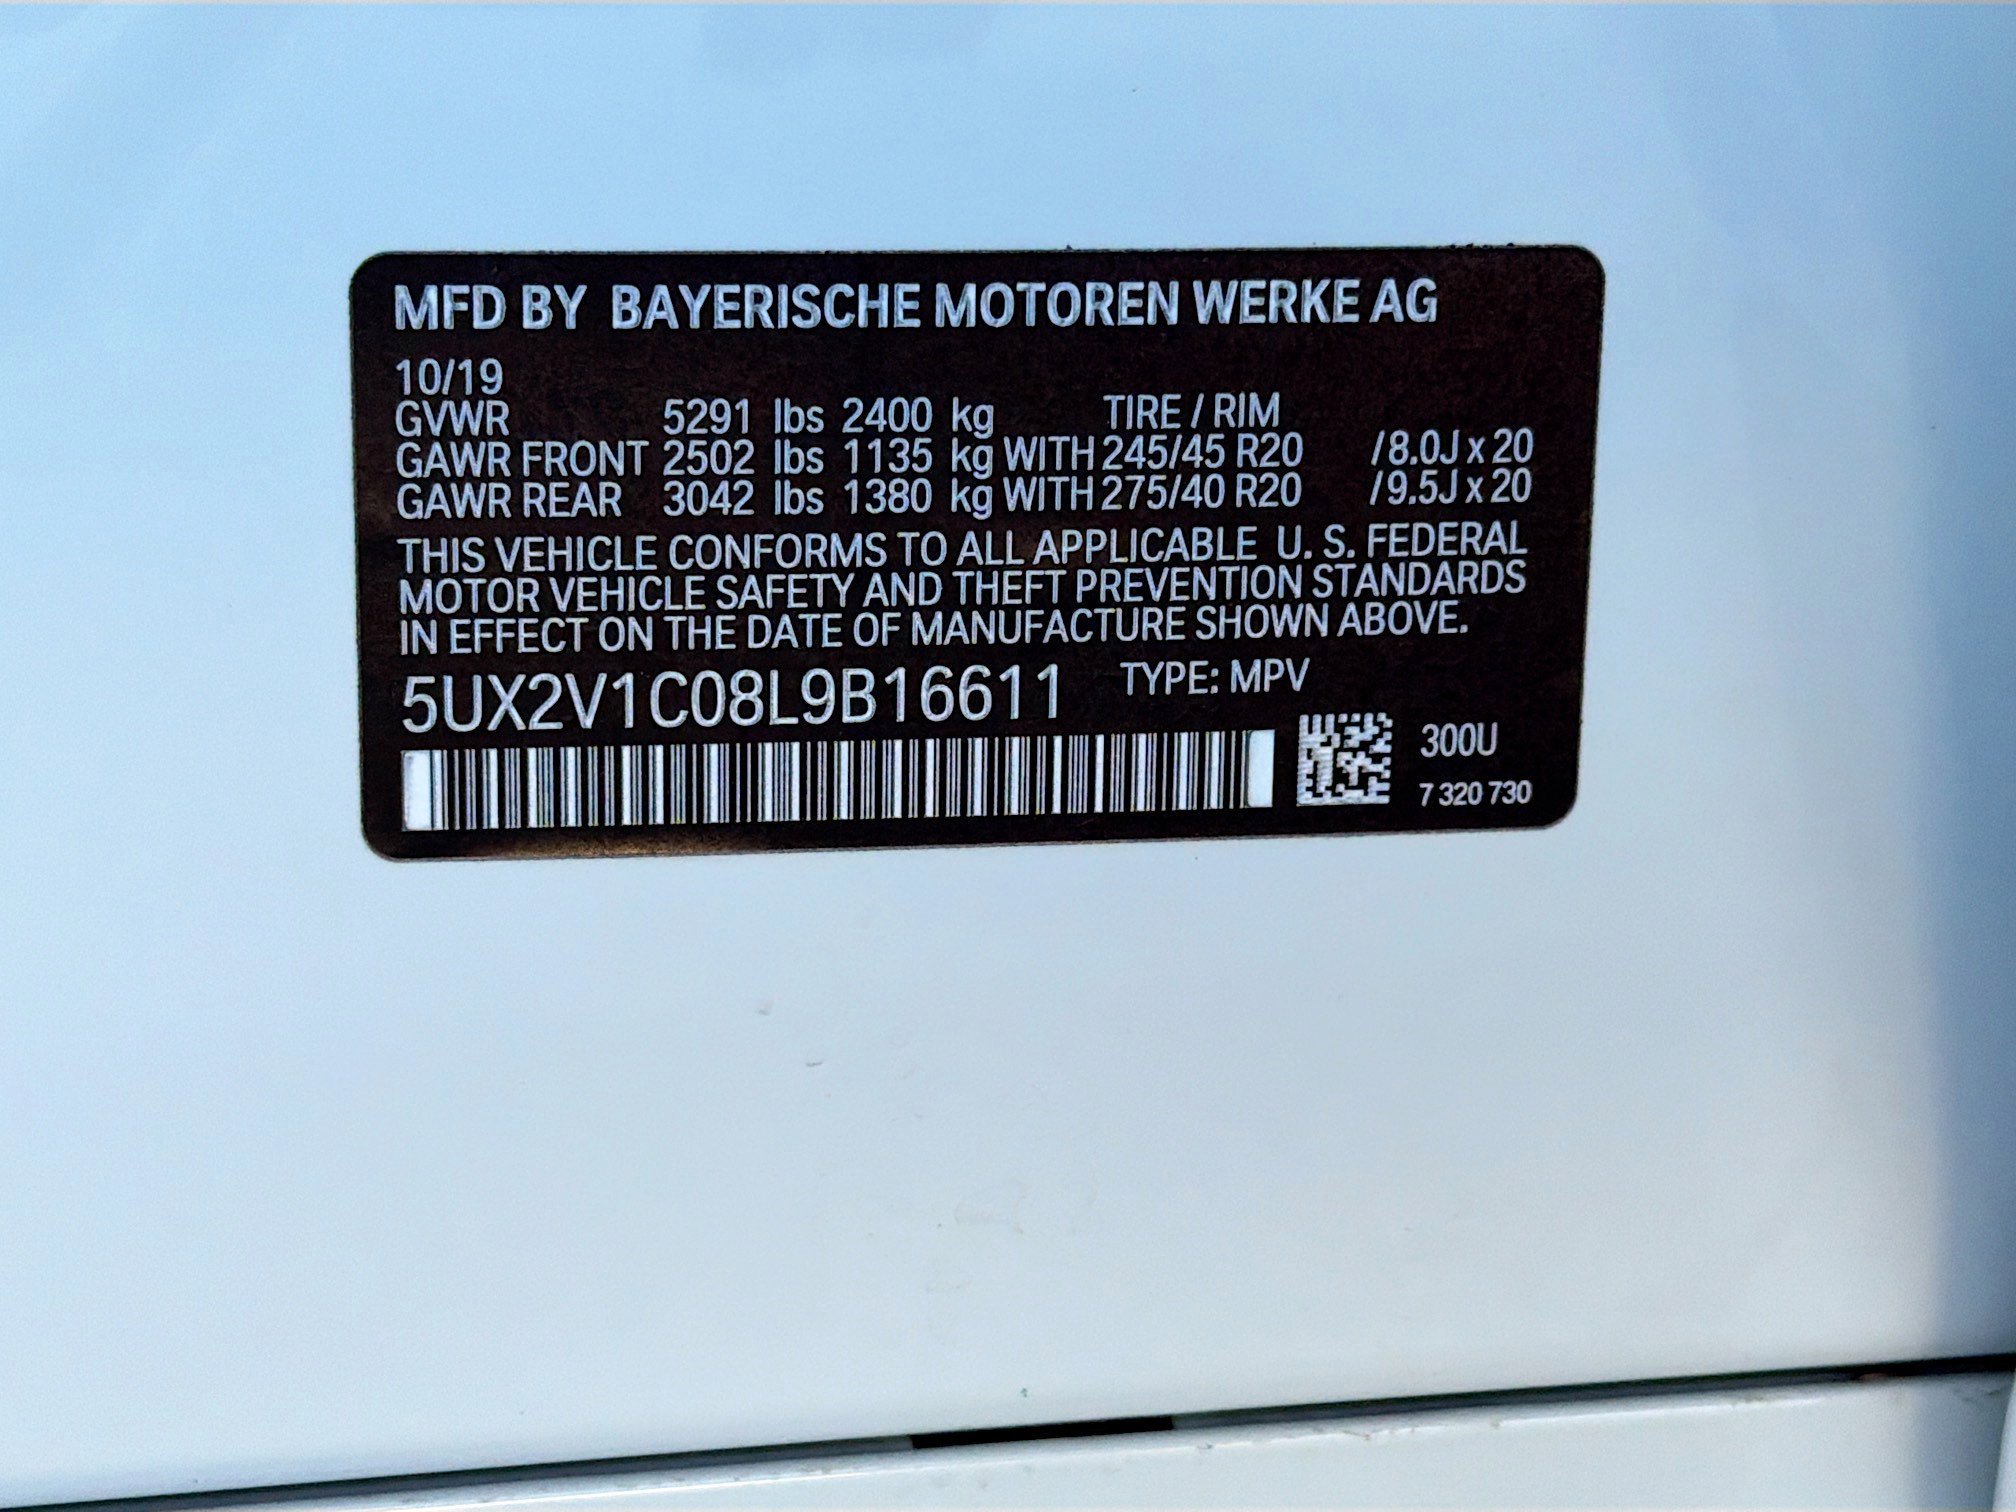 MFD BY BAYERISCHE MOTOREN WERKE AG
10/19
GVWR 5291 lbs 2400 kg TIRE / RIM
GAWR FRONT 2502 lbs 1135 kg WITH 245/45 R20 /8.0J x 20
GAWR REAR 3042 lbs 1380 kg WITH 275/40 R20 /9.5J x 20
THIS VEHICLE CONFORMS TO ALL APPLICABLE U. S. FEDERAL
MOTOR VEHICLE SAFETY AND THEFT PREVENTION STANDARDS
IN EFFECT ON THE DATE OF MANUFACTURE SHOWN ABOVE.
5UX2V1C08L9B16611 TYPE: MPV
300U
7 320 730